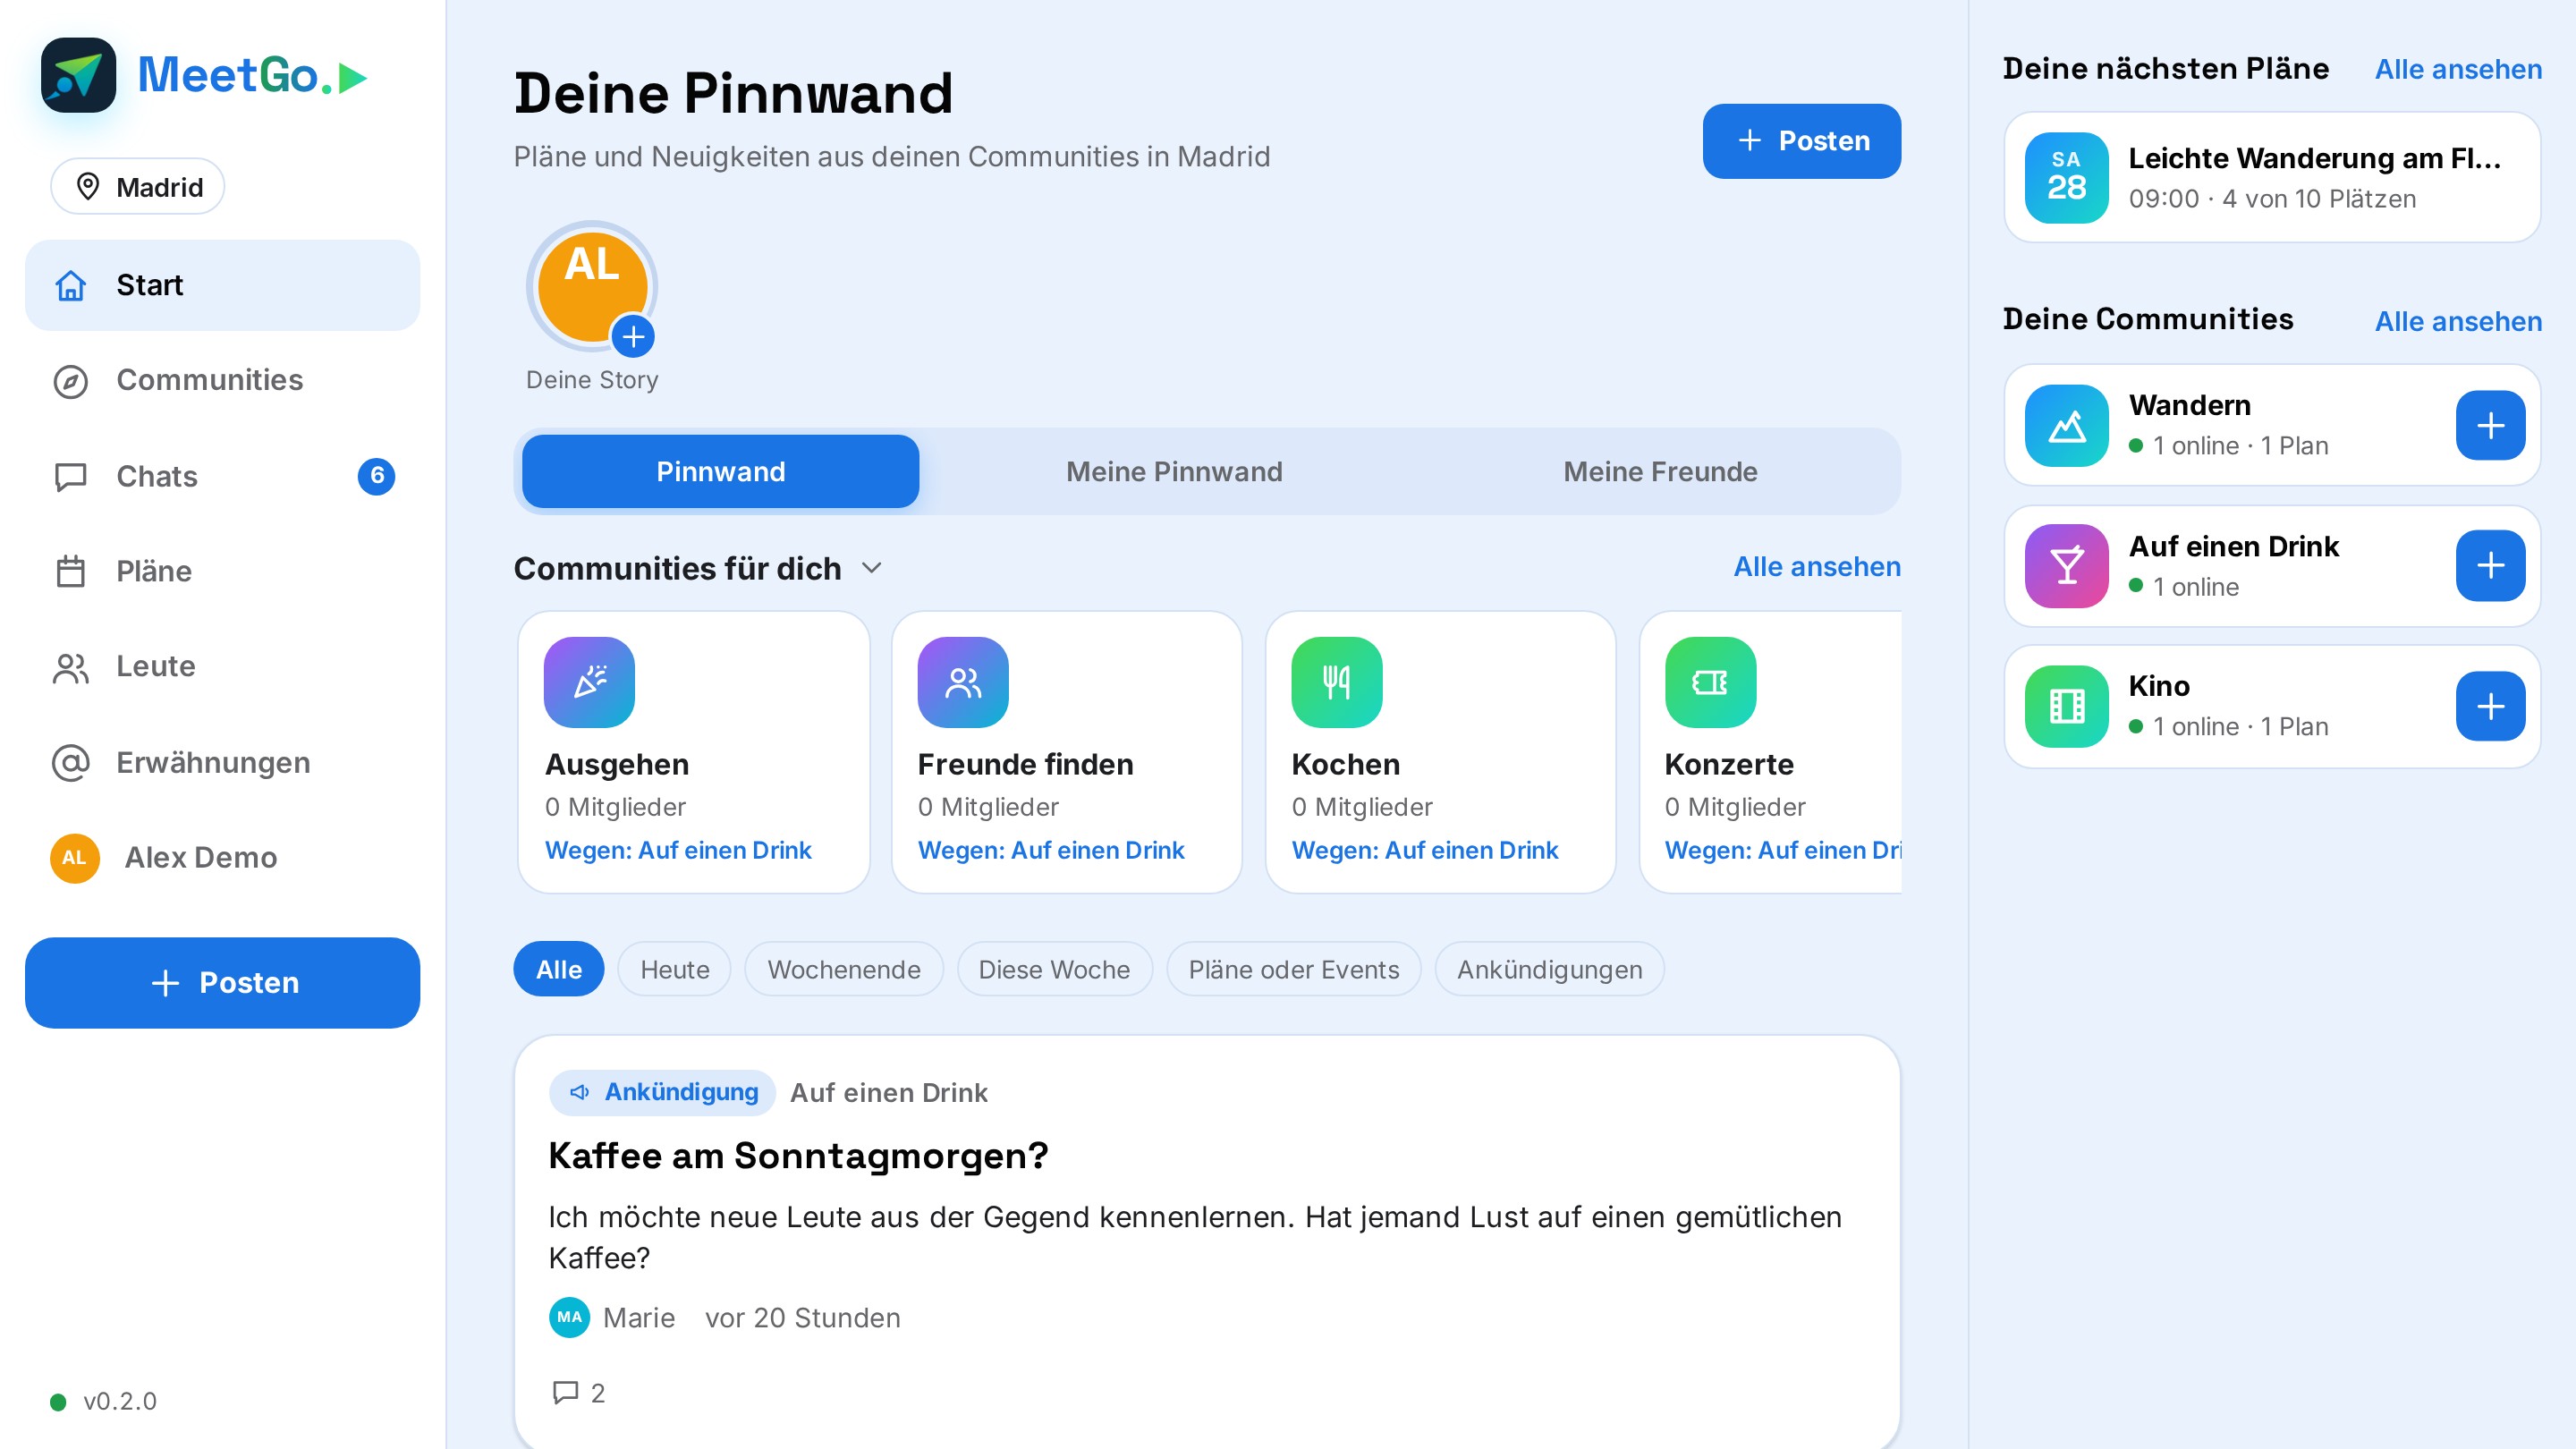 MeetGo.
Madrid
Start
Communities
Chats
6
Pläne
Leute
Erwähnungen
AL
Alex Demo
+ Posten
v0.2.0
Deine Pinnwand
Pläne und Neuigkeiten aus deinen Communities in Madrid
+ Posten
AL
Deine Story
Pinnwand
Meine Pinnwand
Meine Freunde
Communities für dich
Alle ansehen
Ausgehen
0 Mitglieder
Wegen: Auf einen Drink
Freunde finden
0 Mitglieder
Wegen: Auf einen Drink
Kochen
0 Mitglieder
Wegen: Auf einen Drink
Konzerte
0 Mitglieder
Wegen: Auf einen Dri
Alle
Heute
Wochenende
Diese Woche
Pläne oder Events
Ankündigungen
Ankündigung
Auf einen Drink
Kaffee am Sonntagmorgen?
Ich möchte neue Leute aus der Gegend kennenlernen. Hat jemand Lust auf einen gemütlichen
Kaffee?
MA
Marie
vor 20 Stunden
2
Deine nächsten Pläne
Alle ansehen
SA
28
Leichte Wanderung am Fl...
09:00 · 4 von 10 Plätzen
Deine Communities
Alle ansehen
Wandern
1 online · 1 Plan
Auf einen Drink
1 online
Kino
1 online · 1 Plan